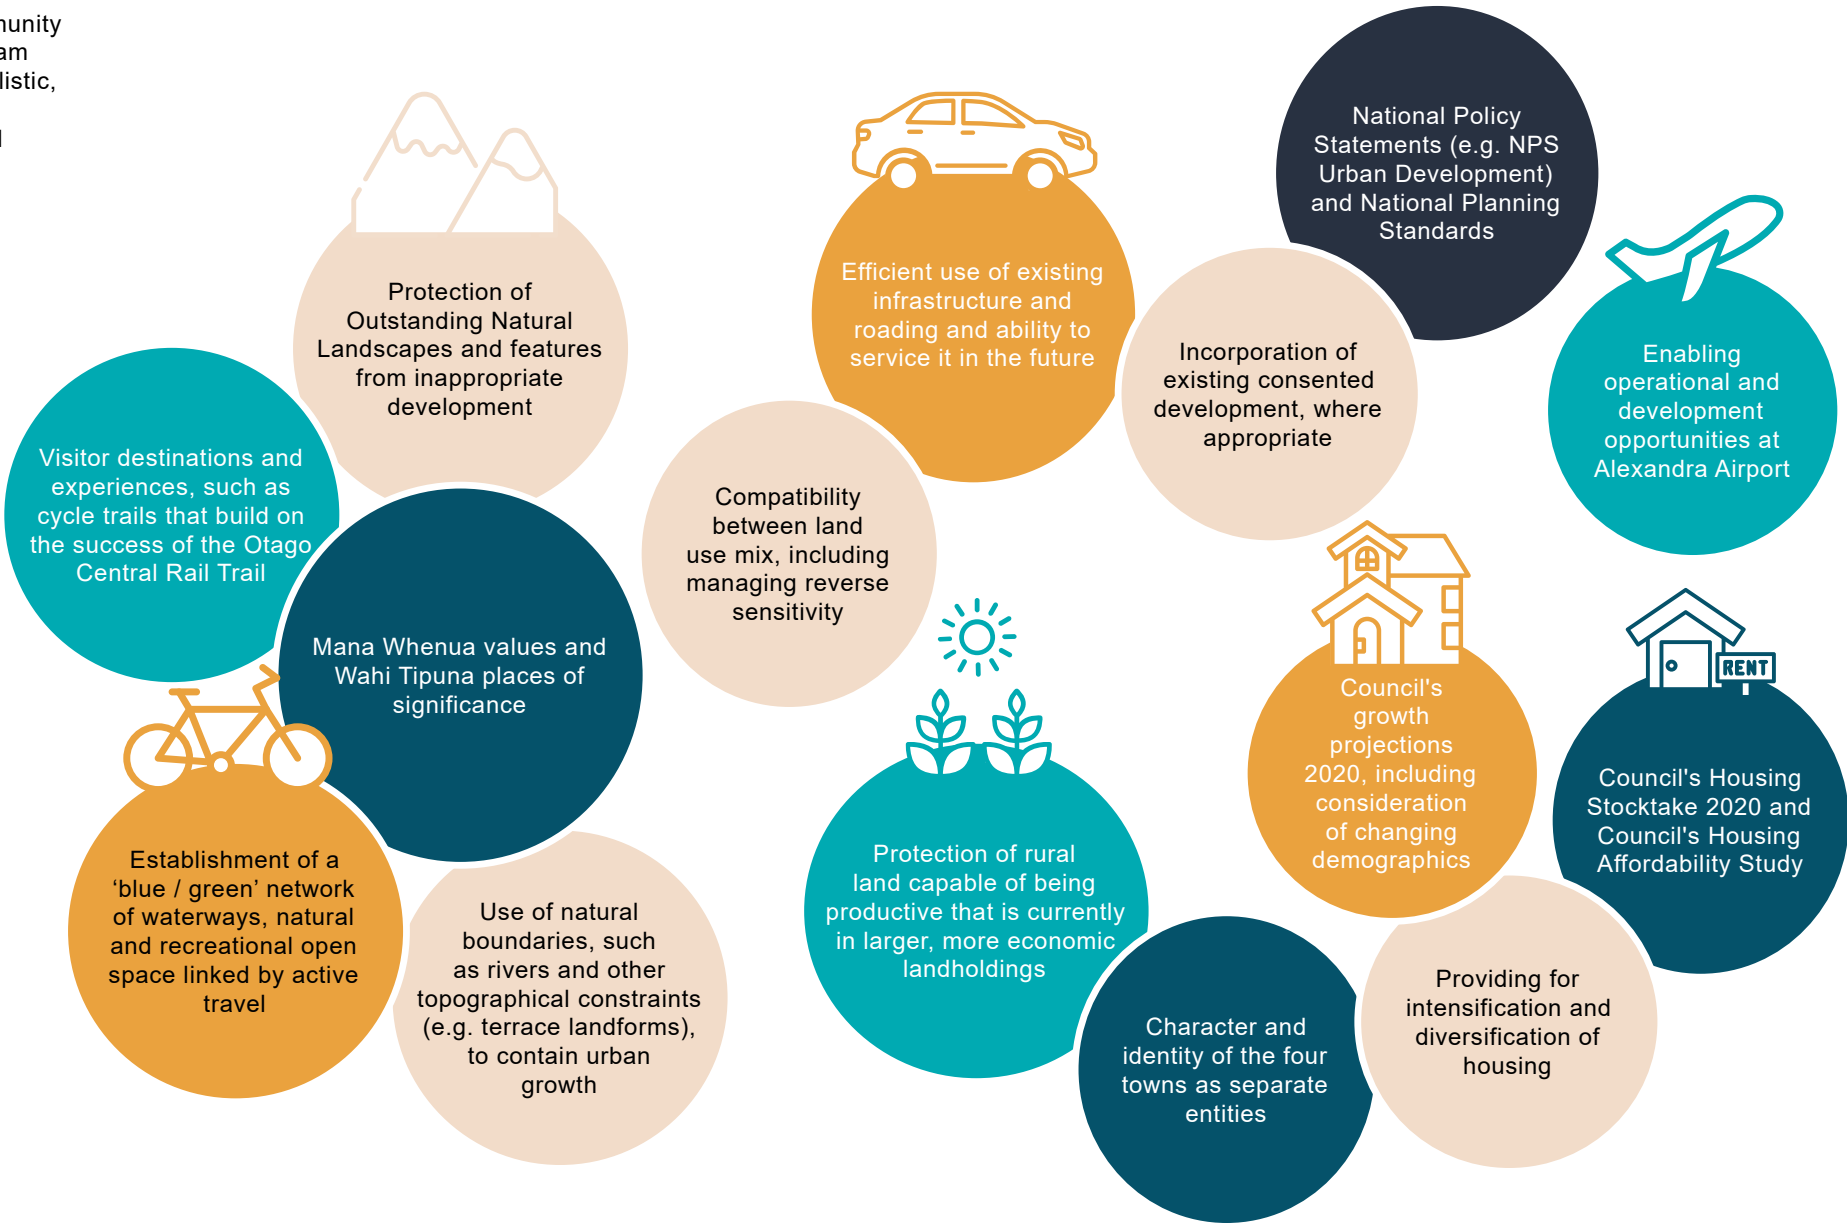 munity
am
listic,
Protection of
Outstanding Natural
Landscapes and features
from inappropriate
development
Visitor destinations and
experiences, such as
cycle trails that build on
the success of the Otago
Central Rail Trail
Mana Whenua values and
Wahi Tipuna places of
significance
Establishment of a
‘blue / green’ network
of waterways, natural
and recreational open
space linked by active
travel
Use of natural
boundaries, such
as rivers and other
topographical constraints
(e.g. terrace landforms),
to contain urban
growth
Efficient use of existing
infrastructure and
roading and ability to
service it in the future
Compatibility
between land
use mix, including
managing reverse
sensitivity
Protection of rural
land capable of being
productive that is currently
in larger, more economic
landholdings
National Policy
Statements (e.g. NPS
Urban Development)
and National Planning
Standards
Incorporation of
existing consented
development, where
appropriate
Enabling
operational and
development
opportunities at
Alexandra Airport
Council's
growth
projections
2020, including
consideration
of changing
demographics
RENT
Council's Housing
Stocktake 2020 and
Council's Housing
Affordability Study
Character and
identity of the four
towns as separate
entities
Providing for
intensification and
diversification of
housing